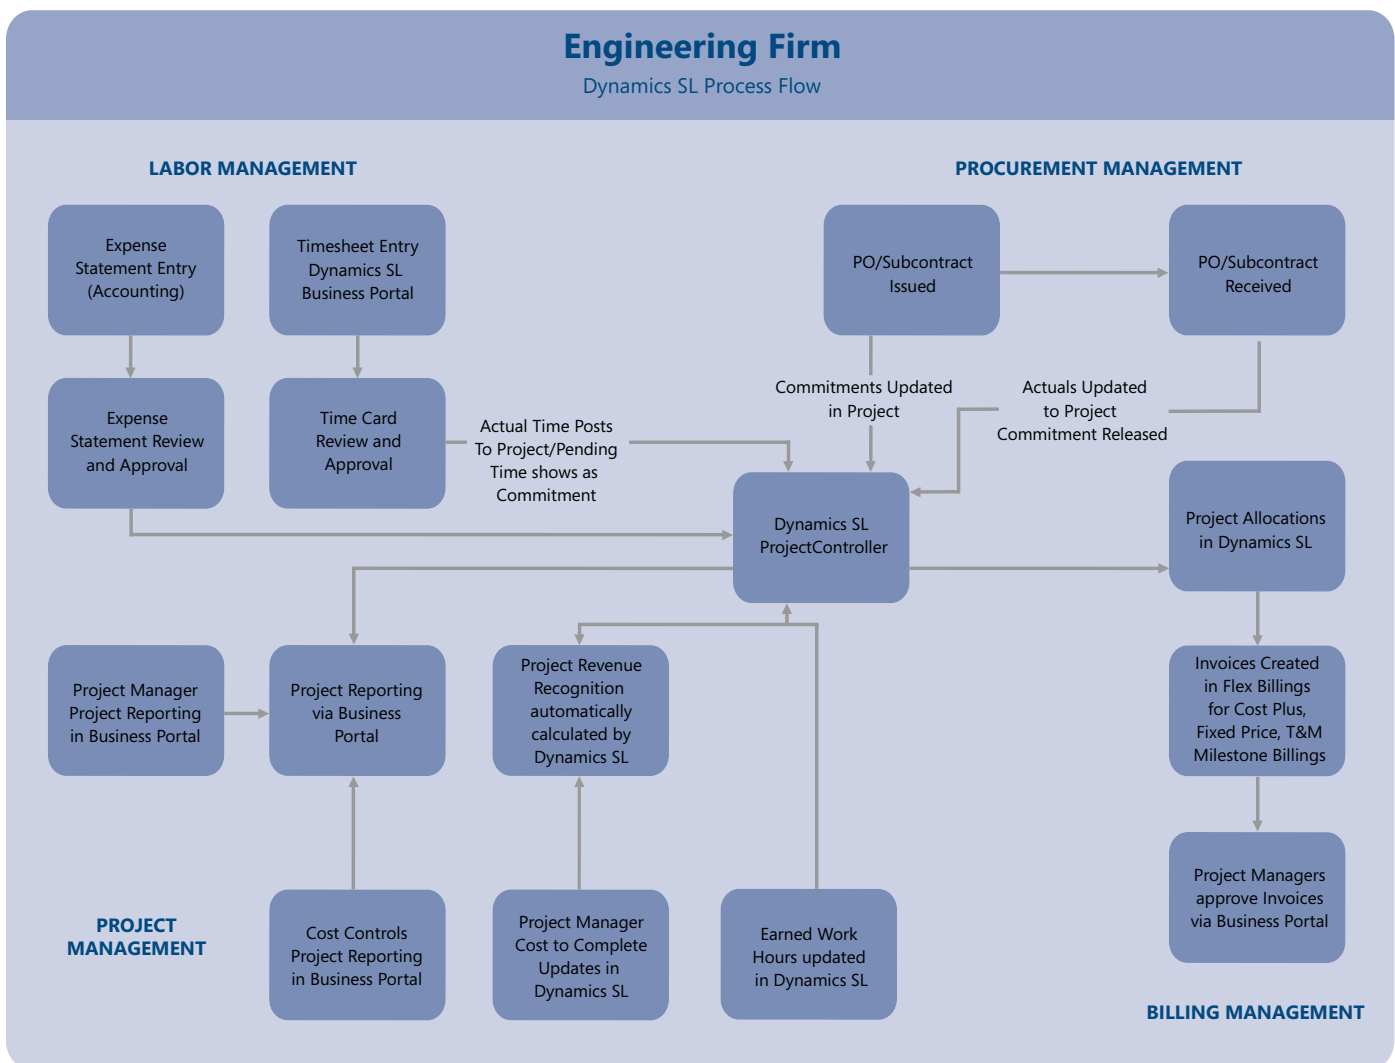 Engineering Firm
Dynamics SL Process Flow
LABOR MANAGEMENT
PROCUREMENT MANAGEMENT
Expense
Statement Entry
(Accounting)
Timesheet Entry
Dynamics SL
Business Portal
PO/Subcontract
Issued
PO/Subcontract
Received
Expense
Statement Review
and Approval
Time Card
Review and
Approval
Actual Time Posts
To Project/Pending
Time shows as
Commitment
Commitments Updated
in Project
Actuals Updated
to Project
Commitment Released
Dynamics SL
ProjectController
Project Allocations
in Dynamics SL
Project Manager
Project Reporting
in Business Portal
Project Reporting
via Business
Portal
Project Revenue
Recognition
automatically
calculated by
Dynamics SL
Invoices Created
in Flex Billings
for Cost Plus,
Fixed Price, T&M
Milestone Billings
PROJECT
MANAGEMENT
Cost Controls
Project Reporting
in Business Portal
Project Manager
Cost to Complete
Updates in
Dynamics SL
Earned Work
Hours updated
in Dynamics SL
Project Managers
approve Invoices
via Business Portal
BILLING MANAGEMENT